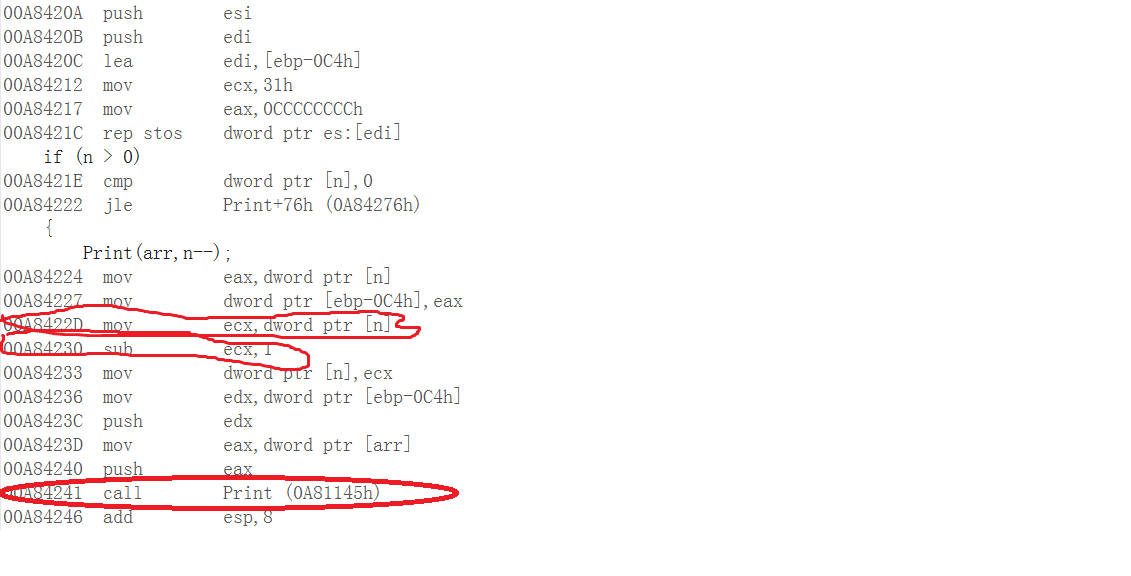 00A8420A  push        esi
00A8420B  push        edi
00A8420C  lea         edi,[ebp-0C4h]
00A84212  mov         ecx,31h
00A84217  mov         eax,0CCCCCCCCh
00A8421C  rep stos    dword ptr es:[edi]
    if (n > 0)
00A8421E  cmp         dword ptr [n],0
00A84222  jle         Print+76h (0A84276h)
    {
        Print(arr,n--);
00A84224  mov         eax,dword ptr [n]
00A84227  mov         dword ptr [ebp-0C4h],eax
00A8422D  mov         ecx,dword ptr [n]
00A84230  sub         ecx,1
00A84233  mov         dword ptr [n],ecx
00A84236  mov         edx,dword ptr [ebp-0C4h]
00A8423C  push        edx
00A8423D  mov         eax,dword ptr [arr]
00A84240  push        eax
00A84241  call        Print (0A81145h)
00A84246  add         esp,8